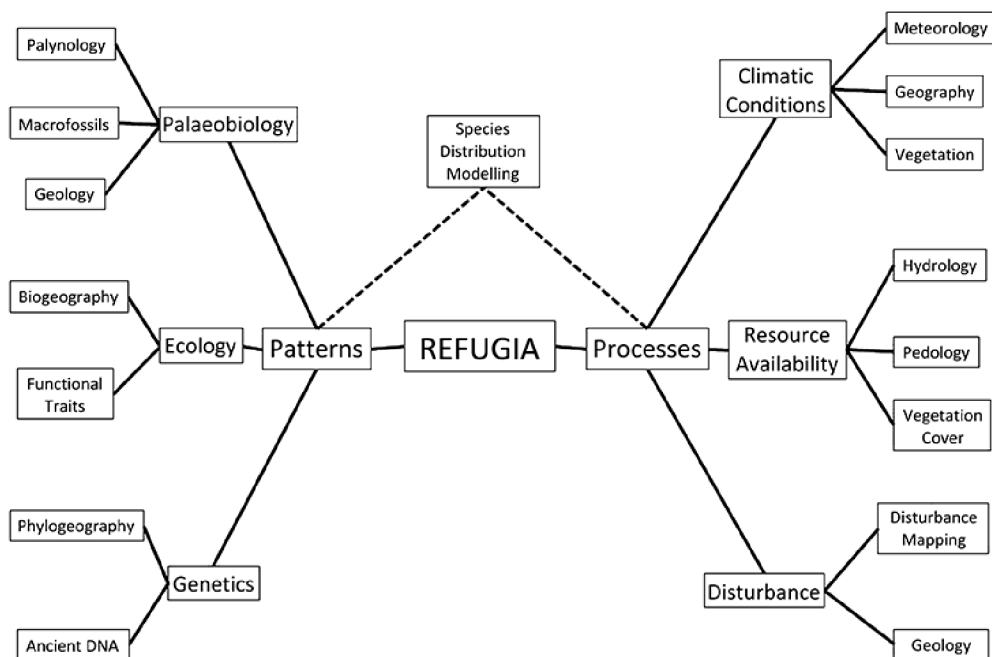 Palynology
Macrofossils
Geology
Palaeobiology
Biogeography
Functional
Traits
Ecology
Phylogeography
Ancient DNA
Genetics
Patterns
Species
Distribution
Modelling
REFUGIA
Processes
Climatic
Conditions
Meteorology
Geography
Vegetation
Resource
Availability
Hydrology
Pedology
Vegetation
Cover
Disturbance
Disturbance
Mapping
Geology